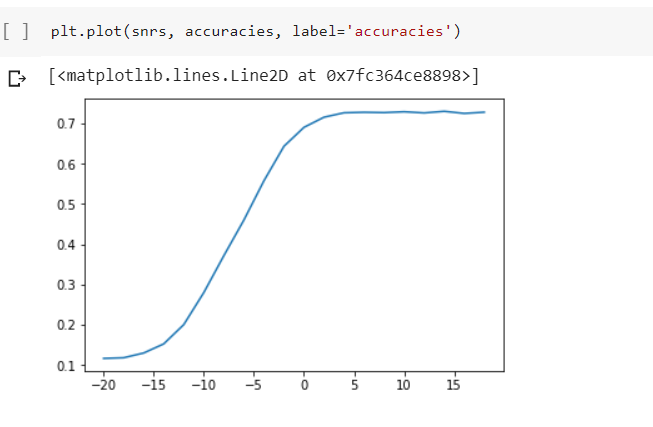 [ ] plt.plot(snrs, accuracies, label='accuracies')
[<matplotlib.lines.Line2D at 0x7fc364ce8898>]
0.7
0.6
0.5
0.4
0.3
0.2
0.1
−20 −15 −10 −5 0 5 10 15